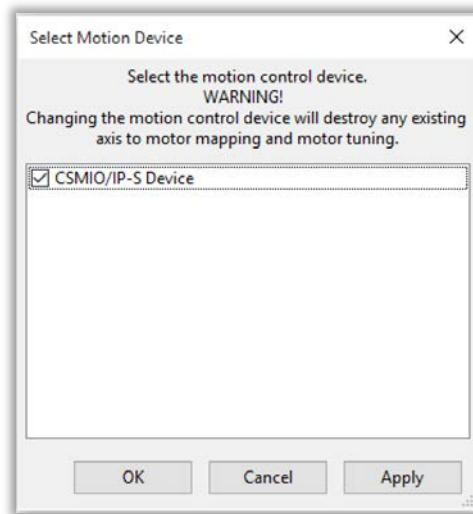 Select Motion Device
Select the motion control device.
WARNING!
Changing the motion control device will destroy any existing
axis to motor mapping and motor tuning.
CSMIO/IP-S Device
OK Cancel Apply